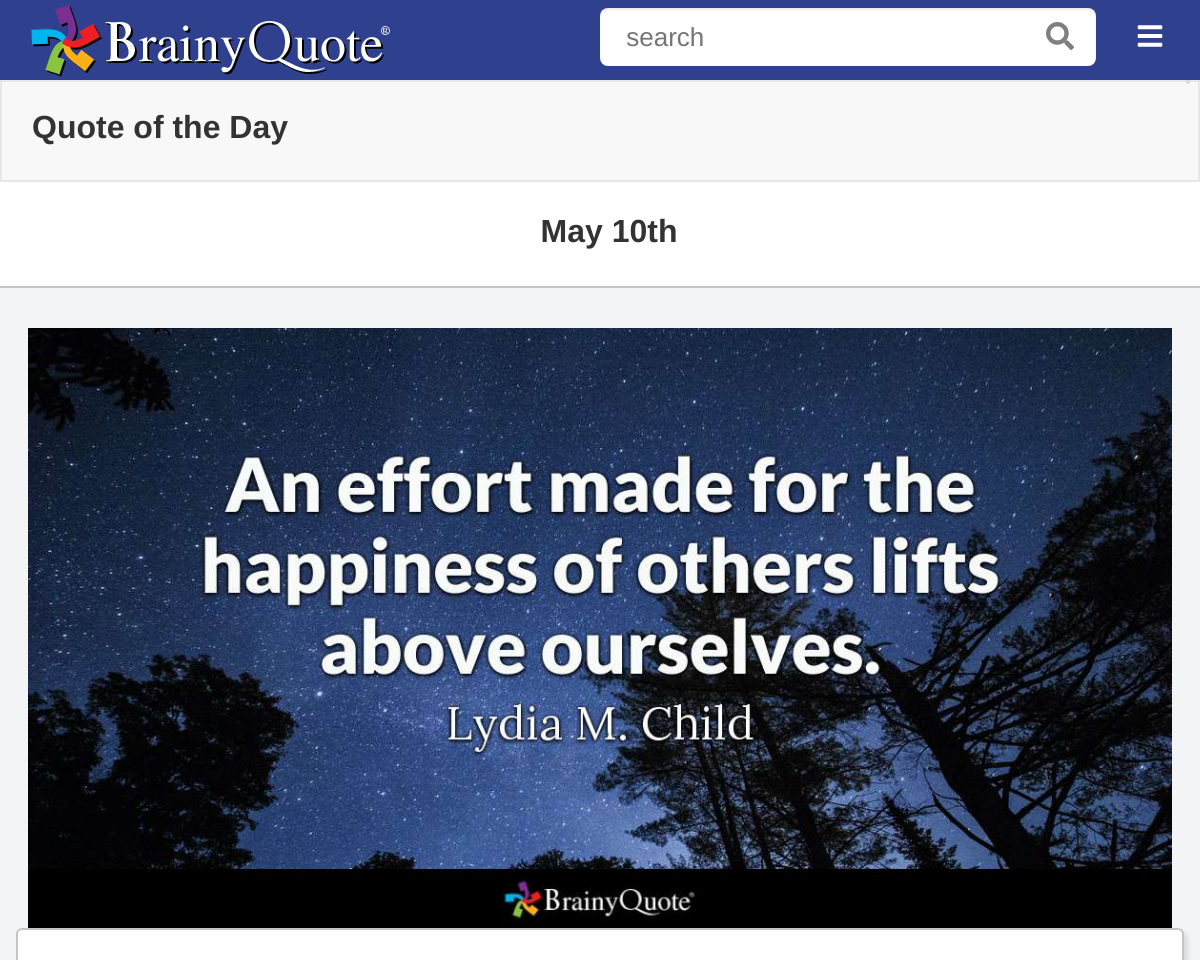 BrainyQuote®
search
Quote of the Day
May 10th
An effort made for the
happiness of others lifts
above ourselves.
Lydia M. Child
BrainyQuote®